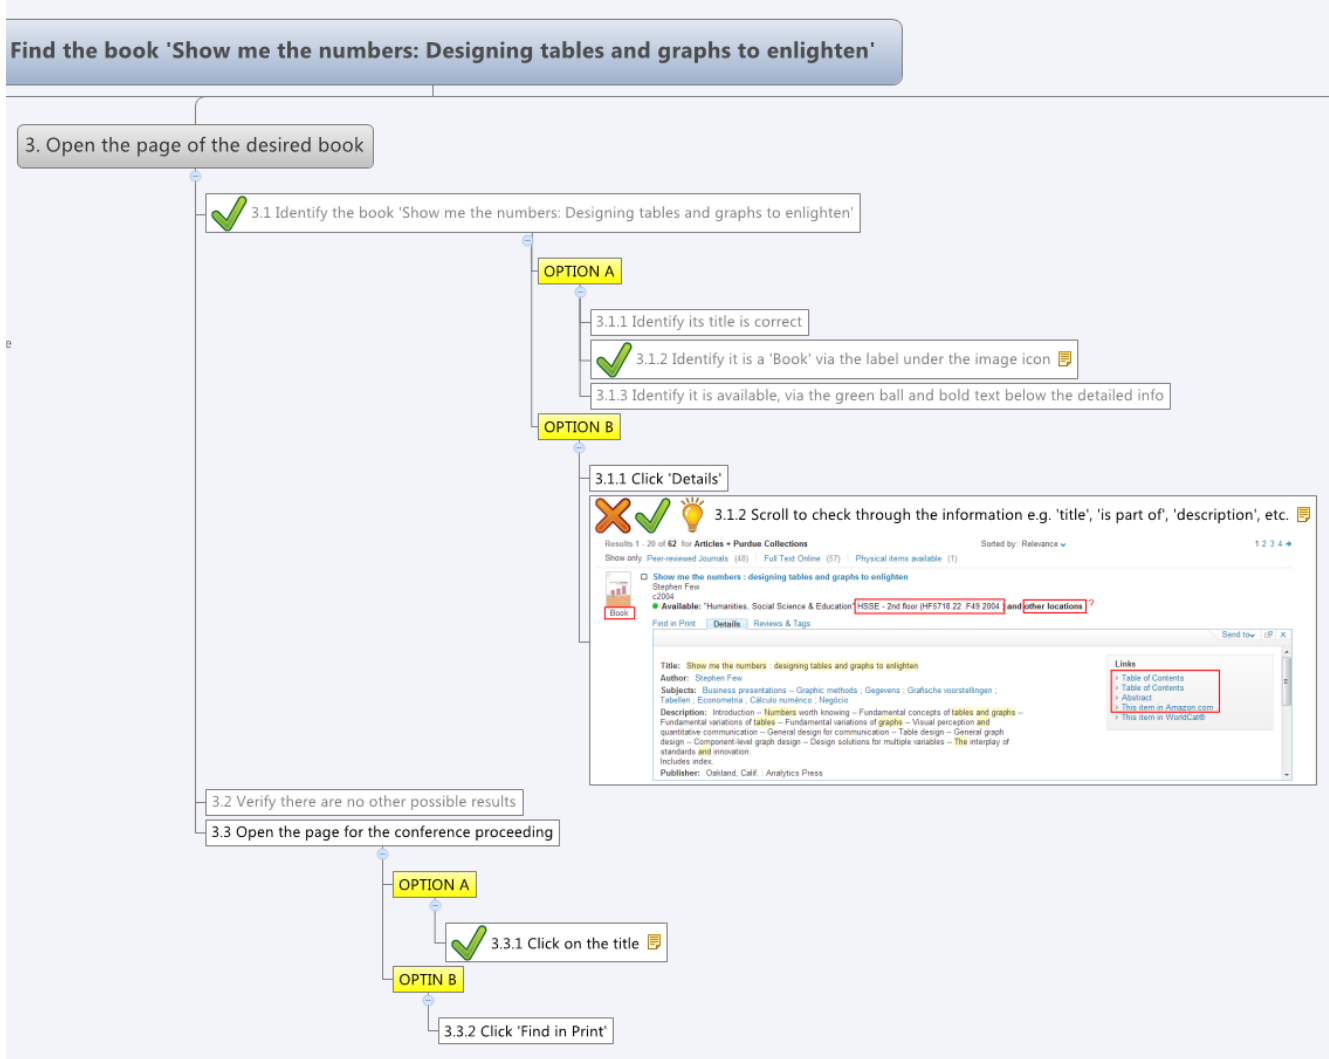 Find the book 'Show me the numbers: Designing tables and graphs to enlighten'
3. Open the page of the desired book
3.1 Identify the book 'Show me the numbers: Designing tables and graphs to enlighten'
OPTION A
3.1.1 Identify its title is correct
e
3.1.2 Identify it is a 'Book' via the label under the image icon
3.1.3 Identify it is available, via the green ball and bold text below the detailed info
OPTION B
3.1.1 Click 'Details'
3.1.2 Scroll to check through the information e.g. 'title', 'is part of', 'description', etc.
Results 1 - 20 of 62 for Articles + Purdue Collections Sorted by: Relevance 1 2 3 4
Show only Peer-reviewed Journals (48) Full Text Online (57) Physical items available (1)
Show me the numbers : designing tables and graphs to enlighten
Stephen Few
c2004
Available: "Humanities, Social Science & Education" HSSE - 2nd floor (HF5718.22 .F49 2004 ) and other locations ?
Book
Find in Print Details Reviews & Tags
Send to X
Title: Show me the numbers : designing tables and graphs to enlighten
Author: Stephen Few
Subjects: Business presentations -- Graphic methods ; Gegevens ; Grafische voorstellingen ;
Tabellen ; Econometria ; Cálculo numérico ; Negócio
Description: Introduction -- Numbers worth knowing -- Fundamental concepts of tables and graphs --
Fundamental variations of tables -- Fundamental variations of graphs -- Visual perception and
quantitative communication -- General design for communication -- Table design -- General graph
design -- Component-level graph design -- Design solutions for multiple variables -- The interplay of
standards and innovation.
Includes index.
Publisher: Oakland, Calif. : Analytics Press
Links
Table of Contents
Table of Contents
Abstract
This item in Amazon.com
This item in WorldCat®
3.2 Verify there are no other possible results
3.3 Open the page for the conference proceeding
OPTION A
3.3.1 Click on the title
OPTIN B
3.3.2 Click 'Find in Print'